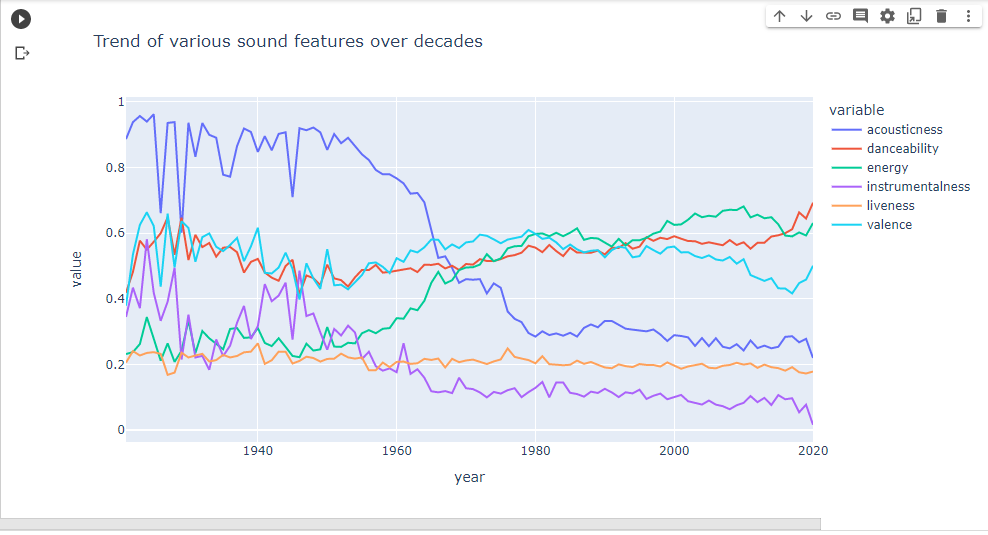 Trend of various sound features over decades
variable
acousticness
danceability
energy
instrumentalness
liveness
valence
value
1
0.8
0.6
0.4
0.2
0
1940
1960
1980
2000
2020
year